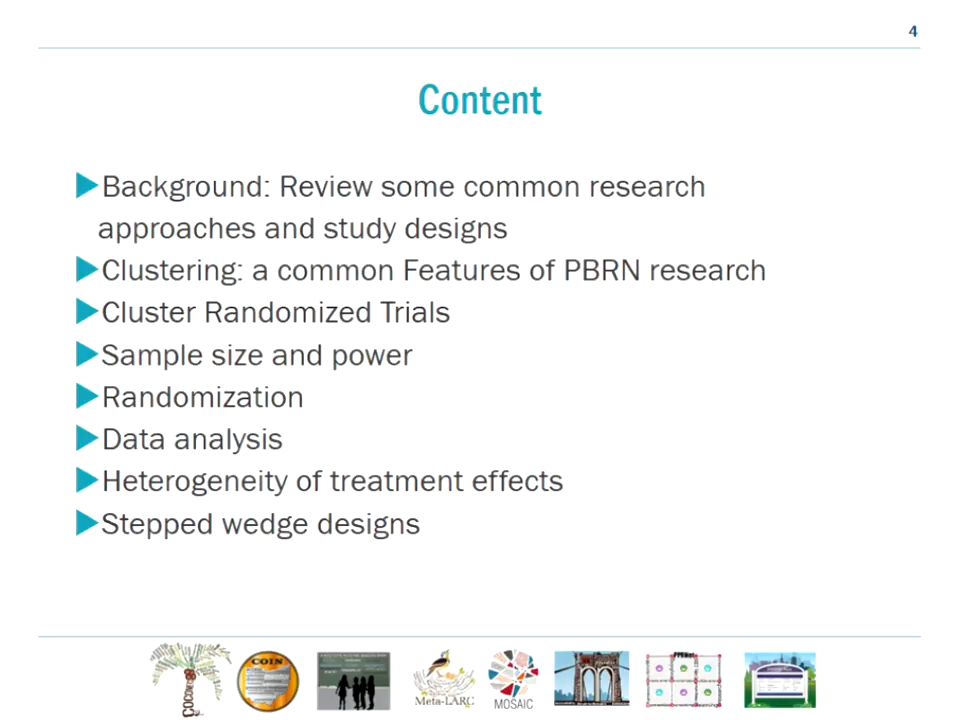 4
Content
Background: Review some common research
approaches and study designs
Clustering: a common Features of PBRN research
Cluster Randomized Trials
Sample size and power
Randomization
Data analysis
Heterogeneity of treatment effects
Stepped wedge designs
COCONet
COIN
Meta-LARC
MOSAIC
PPRNet